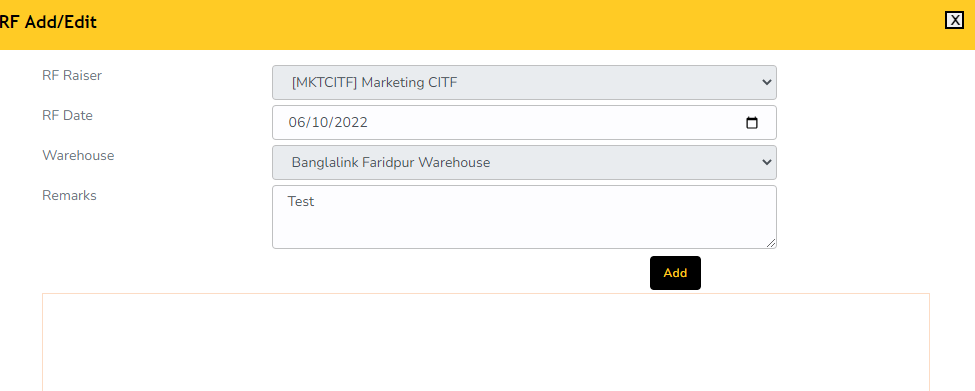 RF Add/Edit
X
RF Raiser
[MKTCITF] Marketing CITF
RF Date
06/10/2022
Warehouse
Banglalink Faridpur Warehouse
Remarks
Test
Add